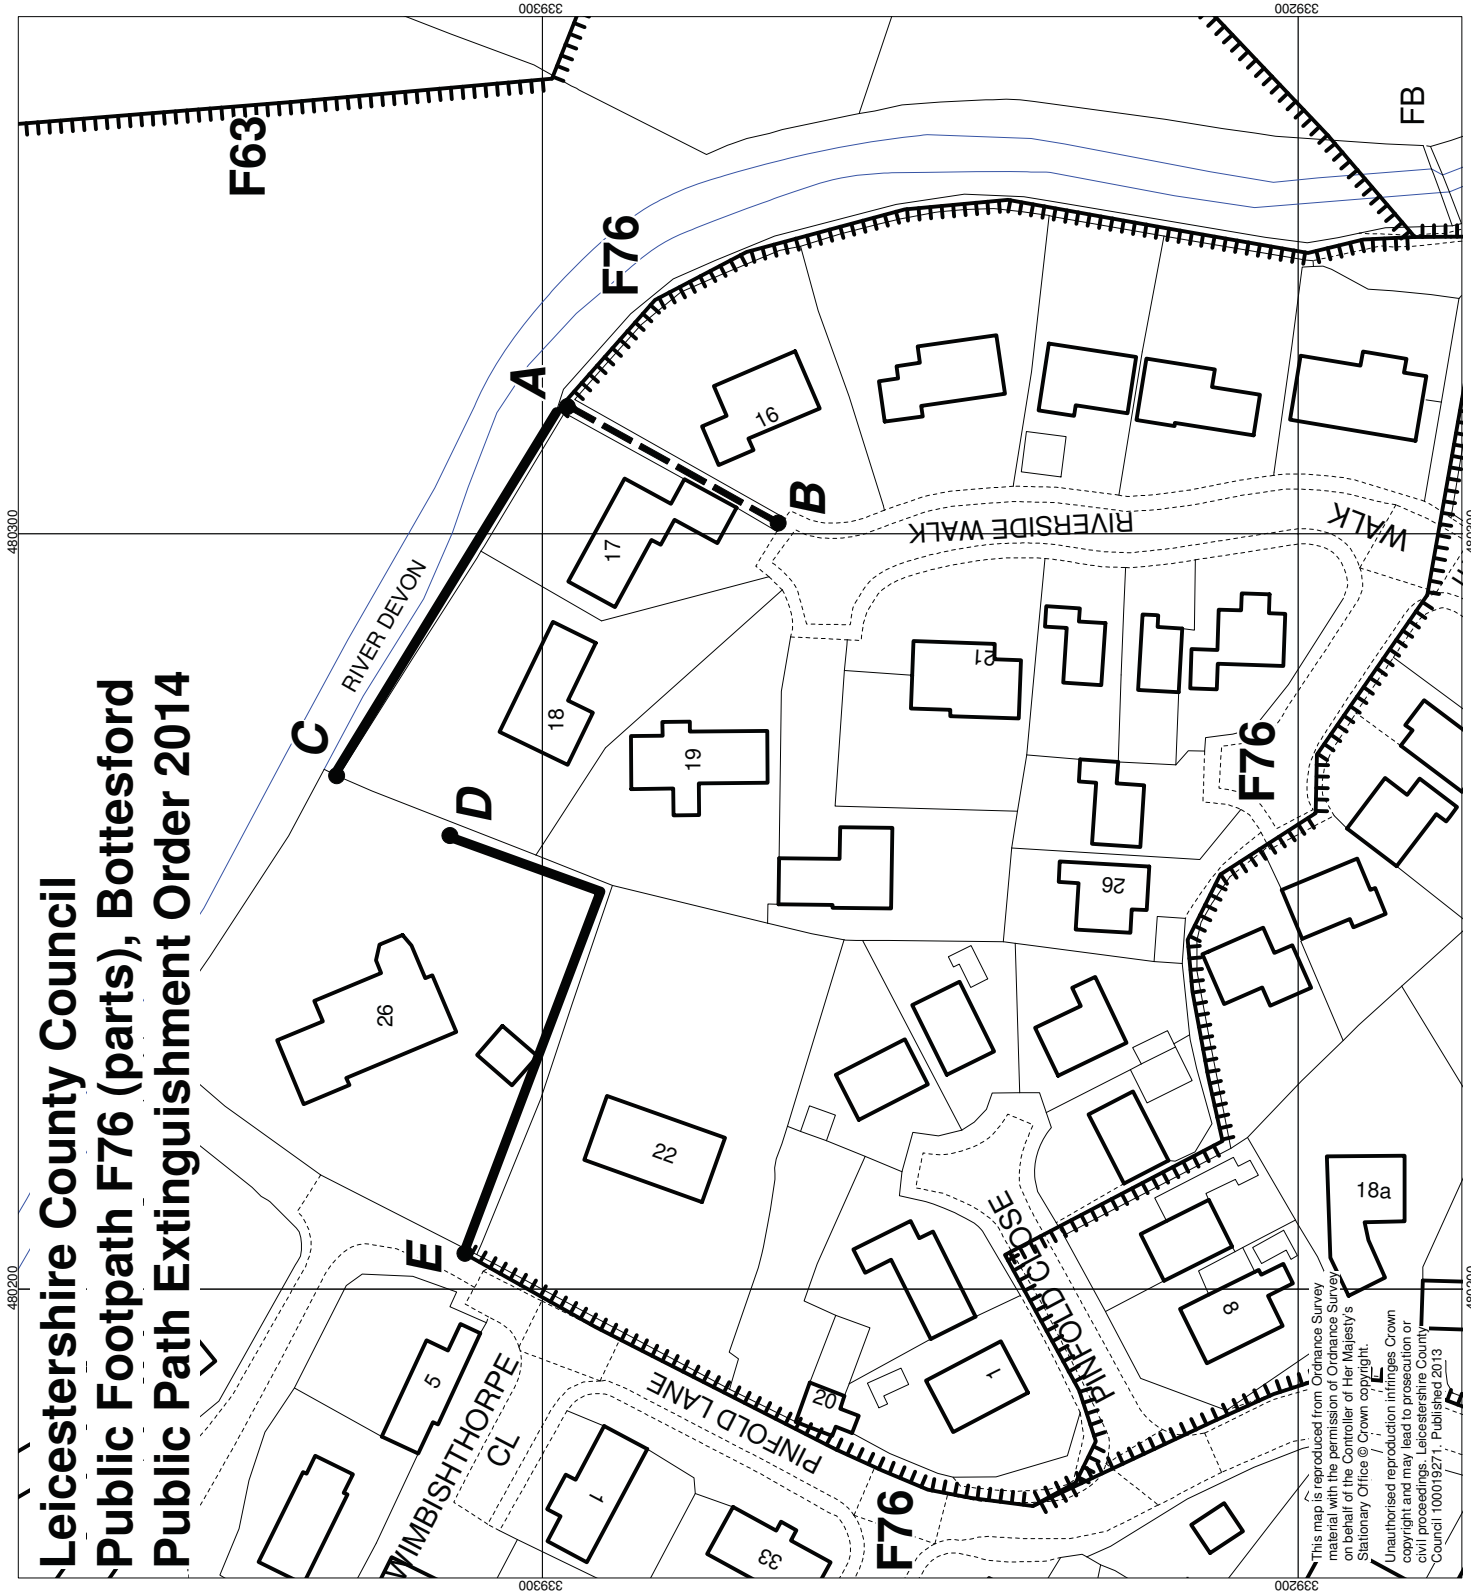 Leicestershire County Council
Public Footpath F76 (parts), Bottesford
Public Path Extinguishment Order 2014
480200
480300
339300
339200
339300
339200
480200
F63
F76
A
B
C
D
E
RIVER DEVON
16
17
18
19
21
26
RIVERSIDE WALK
WALK
FB
F76
26
22
5
WIMBISHTHORPE
CL
1
33
PINFOLD LANE
F76
20
1
PINFOLD CLOSE
8
18a
This map is reproduced from Ordnance Survey
material with the permission of Ordnance Survey
on behalf of the Controller of Her Majesty's
Stationary Office © Crown copyright.
Unauthorised reproduction infringes Crown
copyright and may lead to prosecution or
civil proceedings. Leicestershire County
Council 100019271. Published 2013